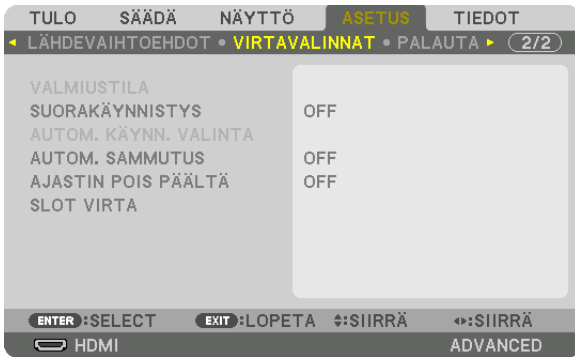 TULO SÄÄDÄ NÄYTTÖ ASETUS TIEDOT
LÄHDEVAIHTOEHDOT • VIRTAVALINNAT • PALAUTA 2/2
VALMIUSTILA
SUORAKÄYNNISTYS OFF
AUTOM. KÄYNN. VALINTA
AUTOM. SAMMUTUS OFF
AJASTIN POIS PÄÄLTÄ OFF
SLOT VIRTA
ENTER :SELECT EXIT :LOPETA :SIIRRÄ :SIIRRÄ
HDMI ADVANCED